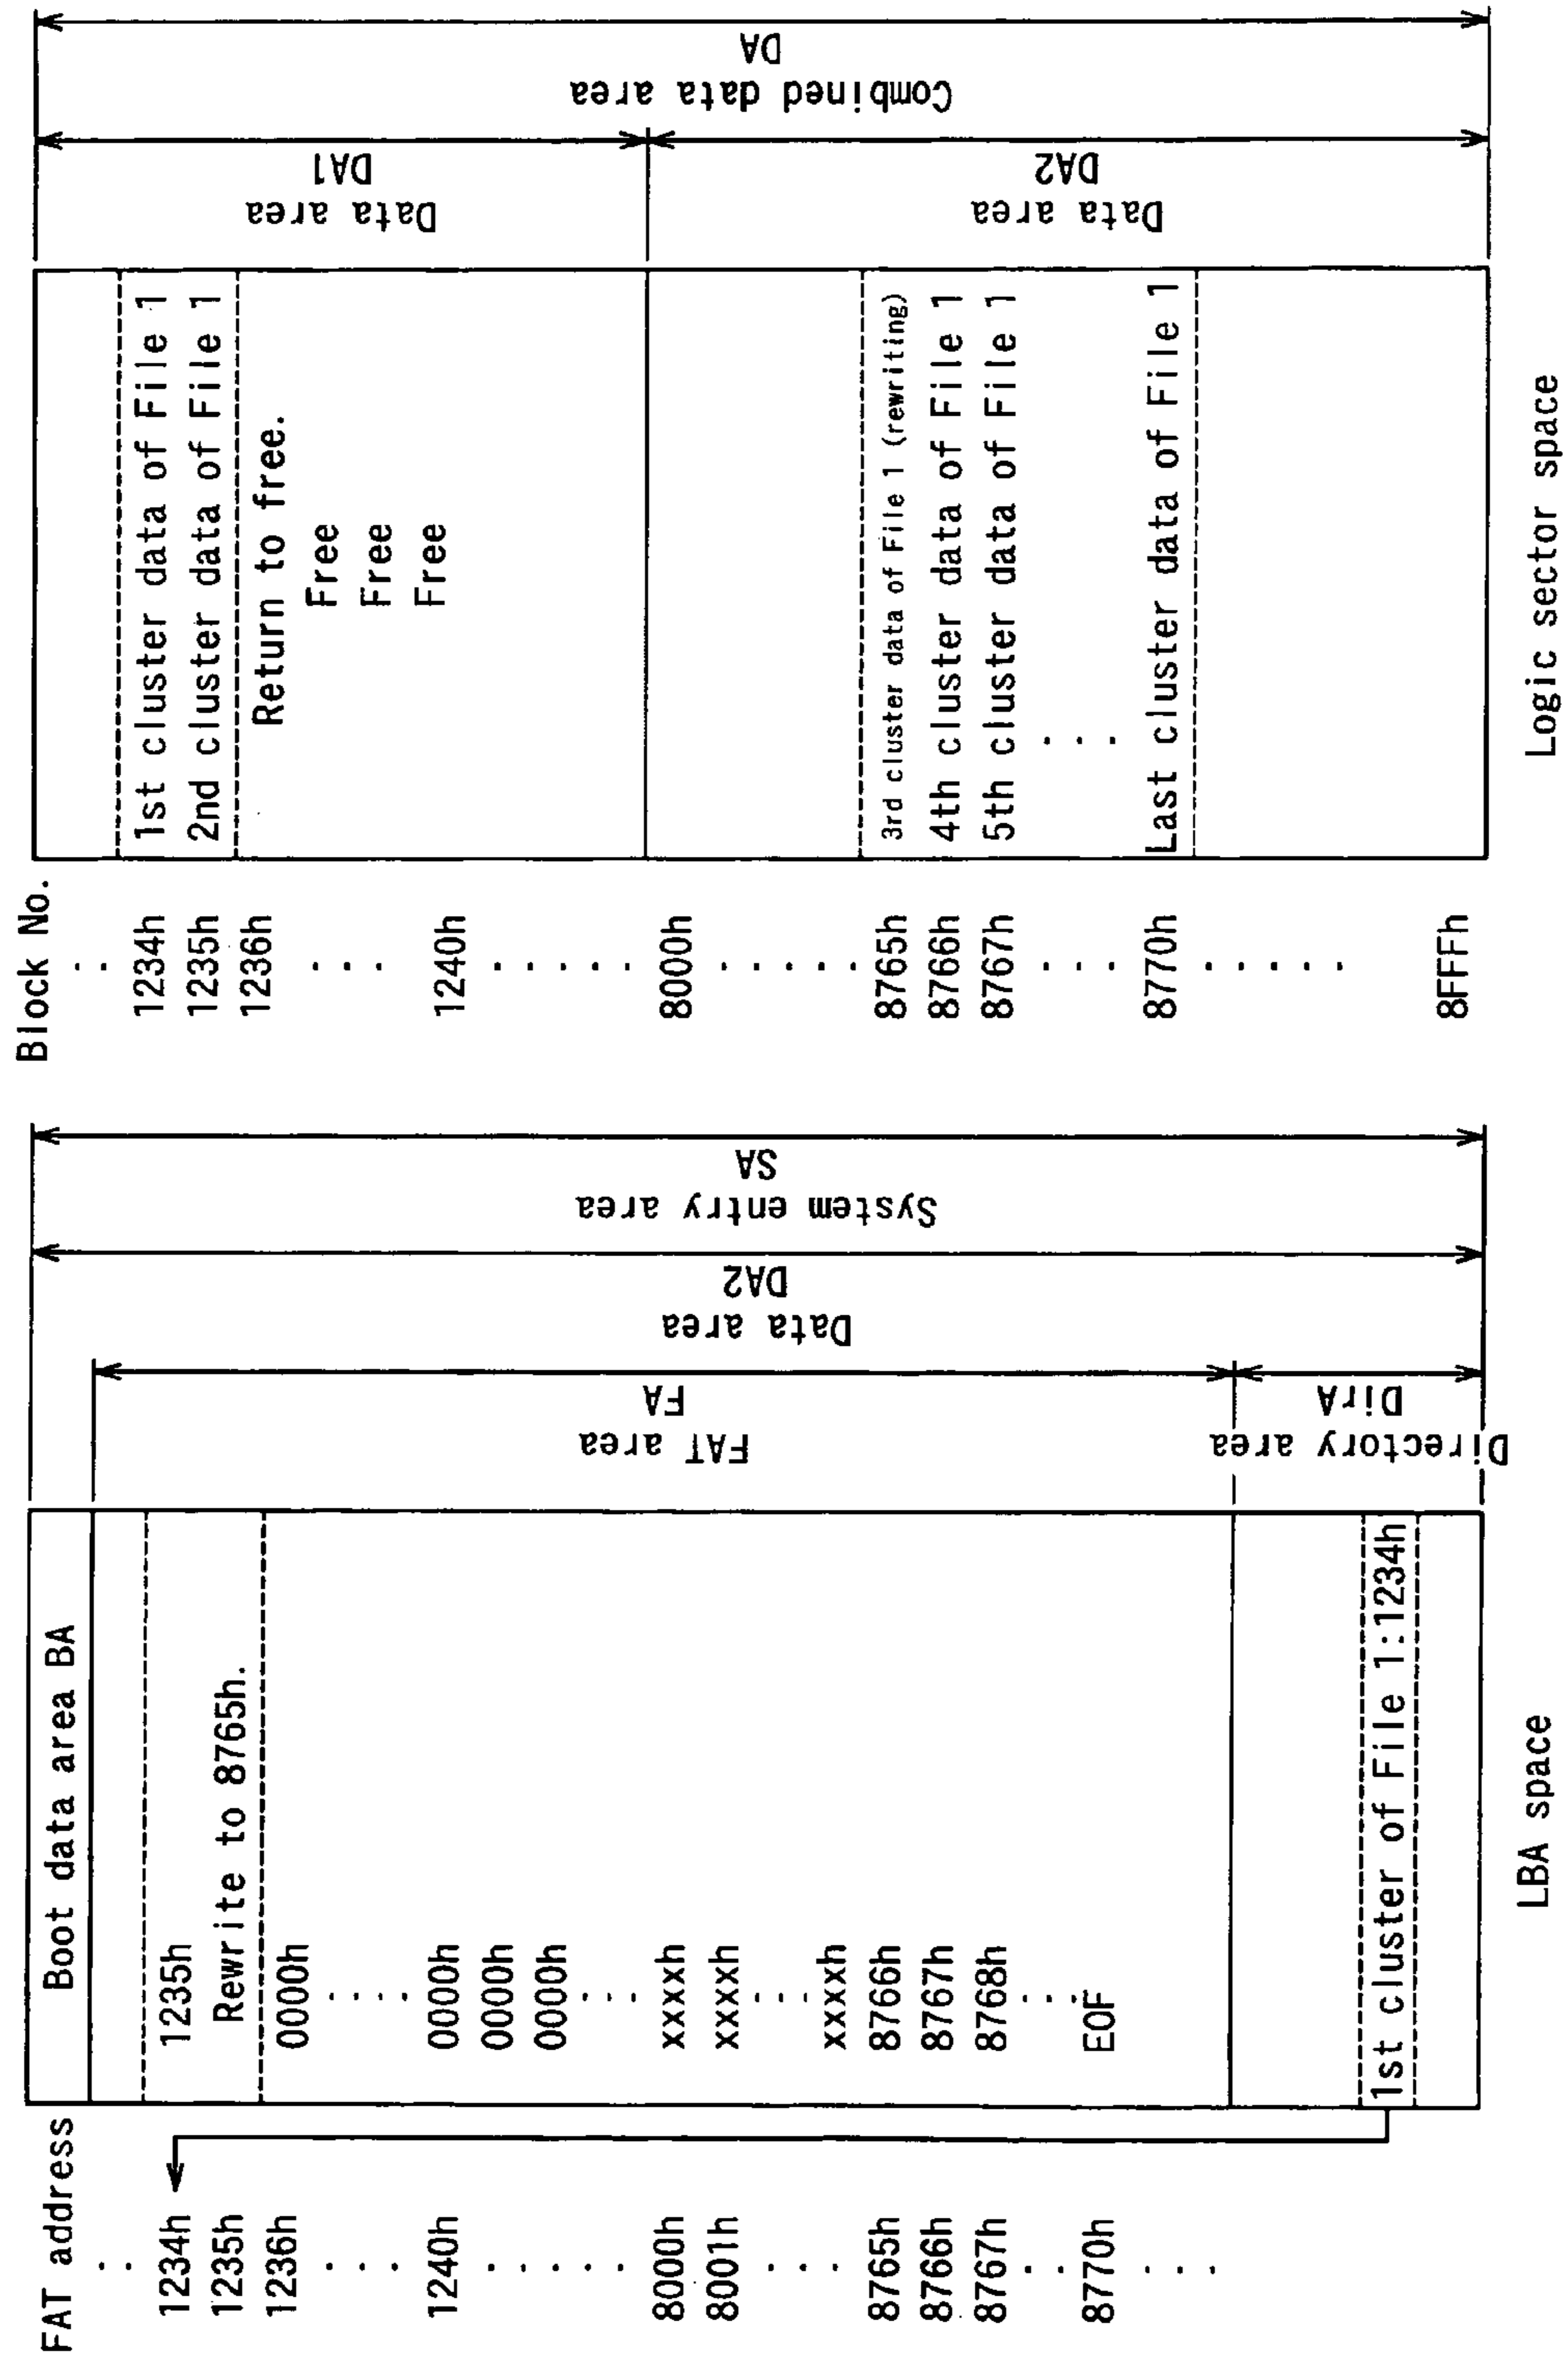 FAT address
. .
1234h
1235h
1236h
. . .
1240h
. . . . .
8000h
8001h
. . .
8765h
8766h
8767h
. .
8770h
. . .
Boot data area BA
1235h
Rewrite to 8765h.
0000h
. . . .
0000h
0000h
0000h
. . .
xxxxh
xxxxh
. . .
xxxxh
8766h
8767h
8768h
. . .
EOF
1st cluster of File 1:1234h
FAT area
FA
Directory area
DirA
Data area
DA2
System entry area
SA
LBA space
Block No.
. .
1234h
1235h
1236h
. . .
1240h
. . . . .
8000h
. . . . .
8765h
8766h
8767h
. . .
8770h
. . . . .
8FFFh
1st cluster data of File 1
2nd cluster data of File 1
Return to free.
Free
Free
Free
3rd cluster data of File 1 (rewriting)
4th cluster data of File 1
5th cluster data of File 1
. . .
Last cluster data of File 1
Data area
DA1
Data area
DA2
Combined data area
DA
Logic sector space